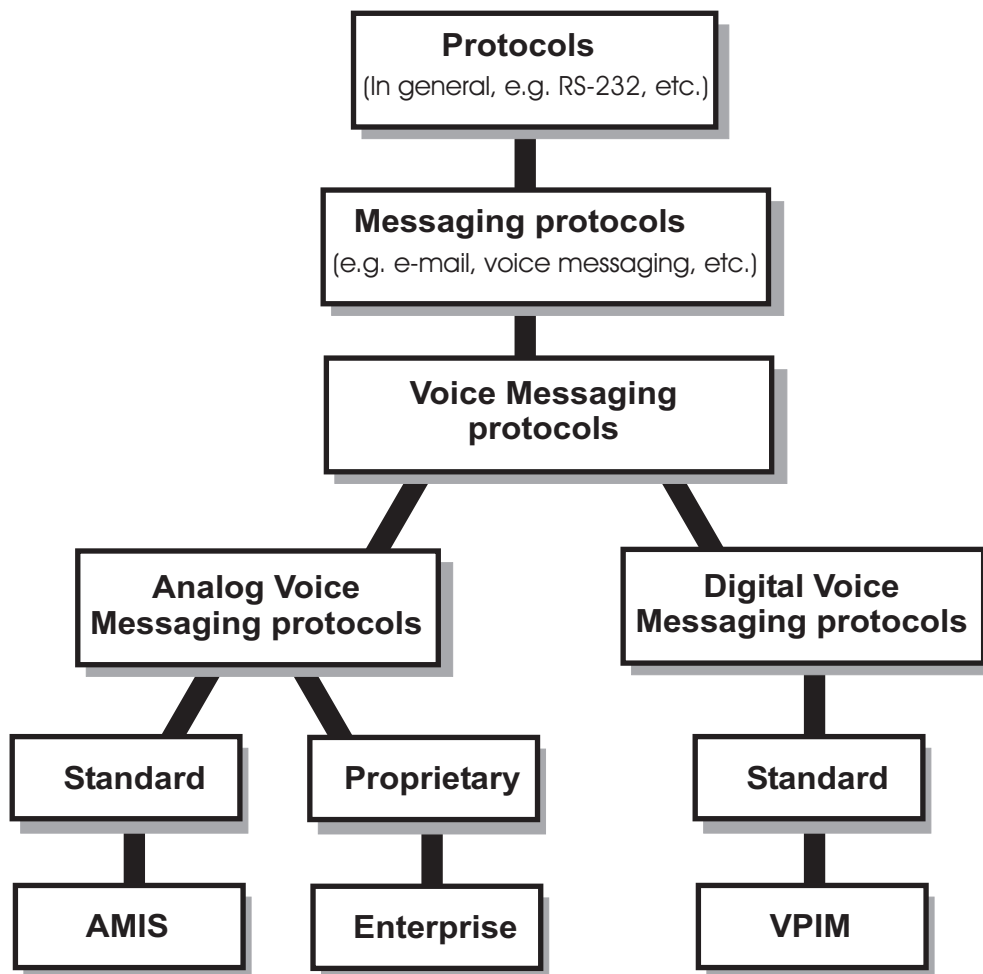 Protocols
(In general, e.g. RS-232, etc.)
Messaging protocols
(e.g. e-mail, voice messaging, etc.)
Voice Messaging
protocols
Analog Voice
Messaging protocols
Digital Voice
Messaging protocols
Standard
Proprietary
Standard
AMIS
Enterprise
VPIM